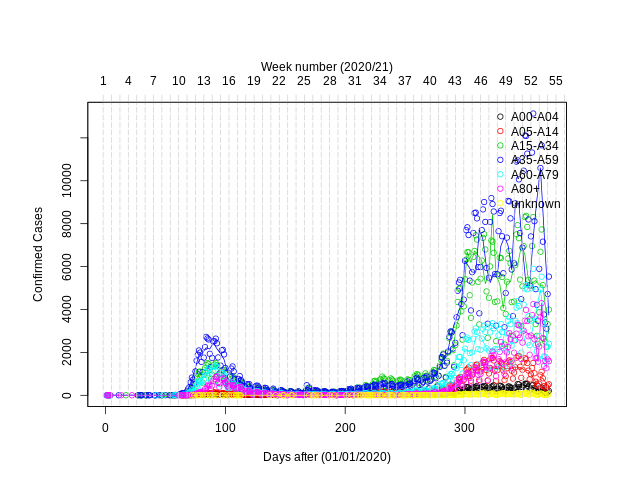 Week number (2020/21)
1 4 7 10 13 16 19 22 25 28 31 34 37 40 43 46 49 52 55
A00-A04
A05-A14
A15-A34
A35-A59
A60-A79
A80+
unknown
10000
8000
6000
4000
2000
0
Confirmed Cases
0 100 200 300
Days after (01/01/2020)